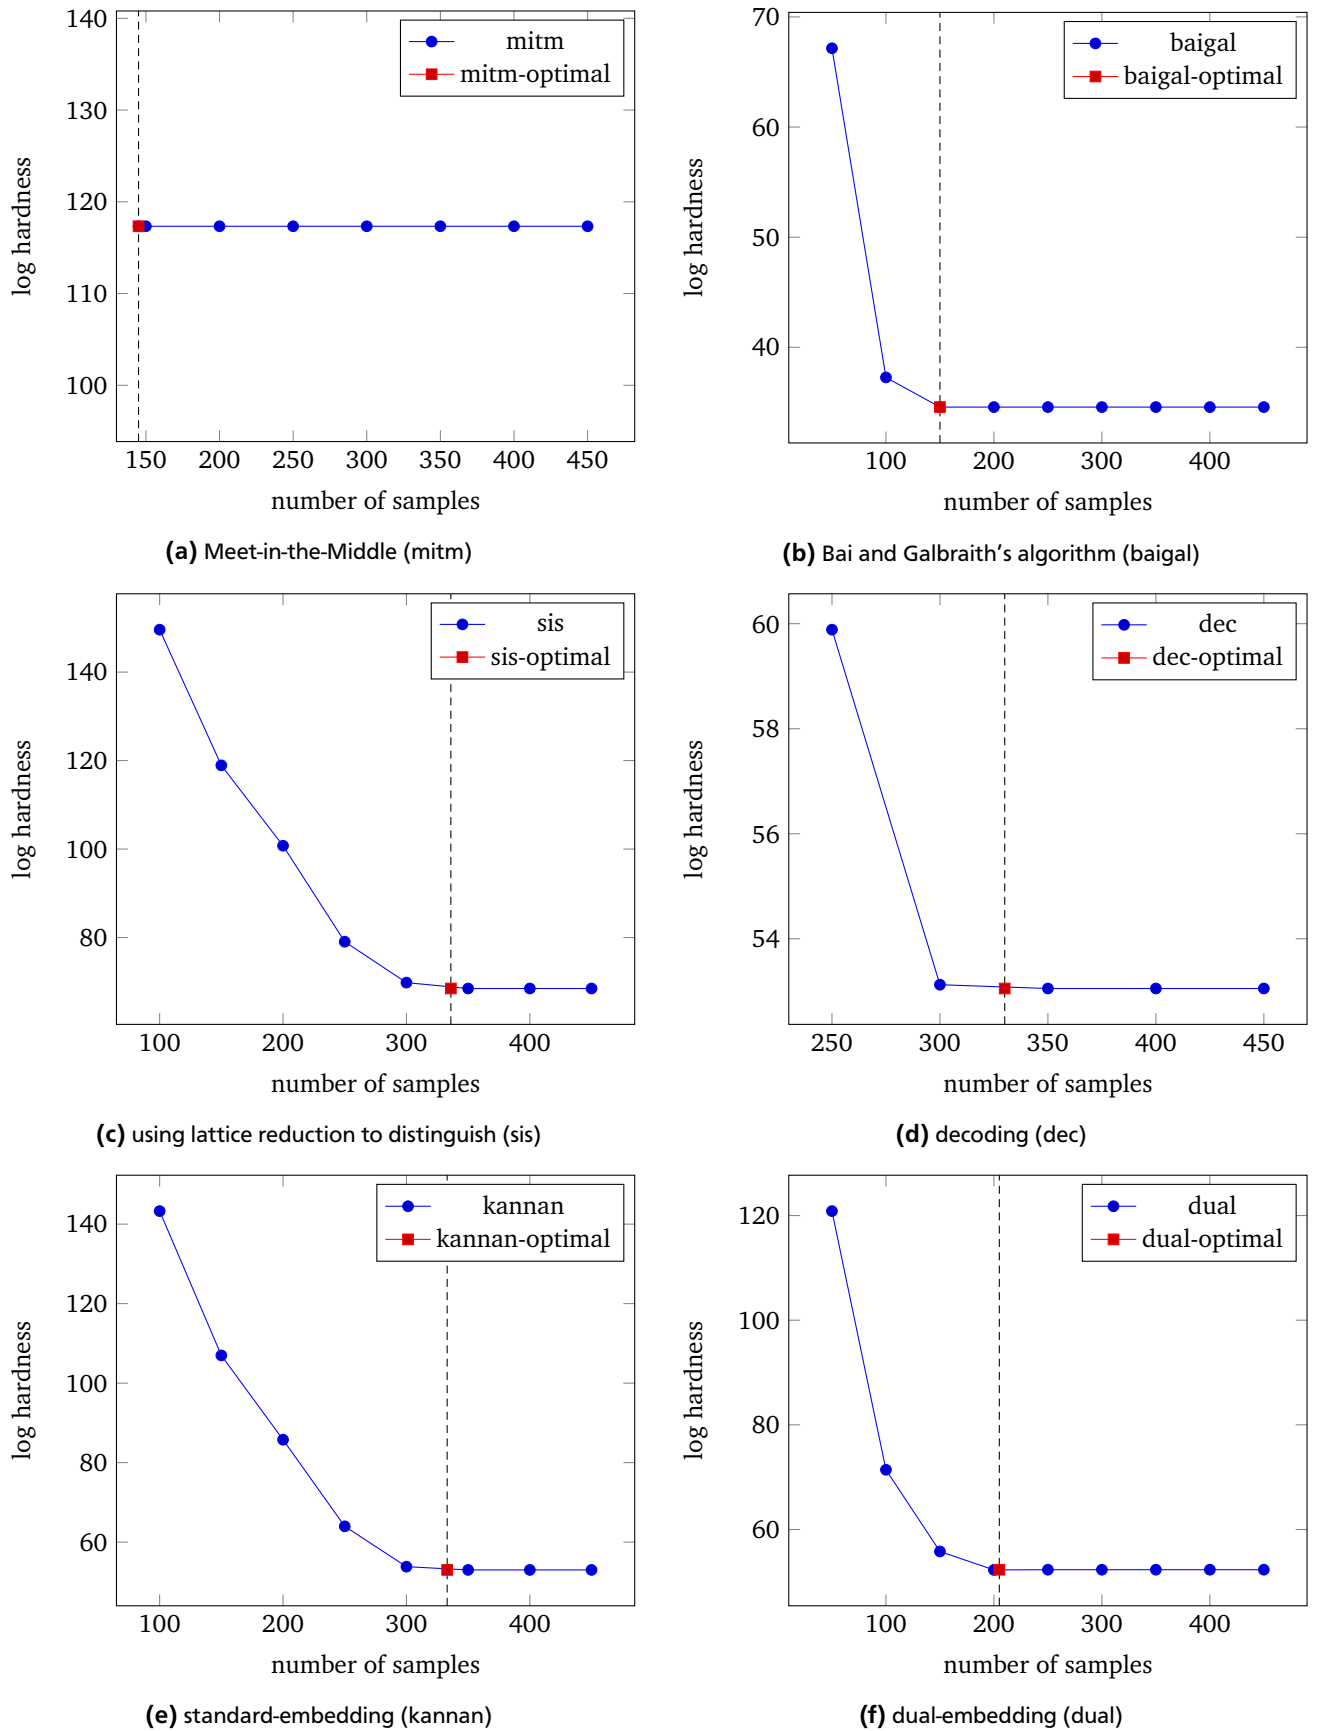 140
130
120
110
100
150 200 250 300 350 400 450
log hardness
number of samples
mitm
mitm-optimal
(a) Meet-in-the-Middle (mitm)
70
60
50
40
100 200 300 400
log hardness
number of samples
baigal
baigal-optimal
(b) Bai and Galbraith's algorithm (baigal)
140
120
100
80
100 200 300 400
log hardness
number of samples
sis
sis-optimal
(c) using lattice reduction to distinguish (sis)
60
58
56
54
250 300 350 400 450
log hardness
number of samples
dec
dec-optimal
(d) decoding (dec)
140
120
100
80
60
100 200 300 400
log hardness
number of samples
kannan
kannan-optimal
(e) standard-embedding (kannan)
120
100
80
60
100 200 300 400
log hardness
number of samples
dual
dual-optimal
(f) dual-embedding (dual)